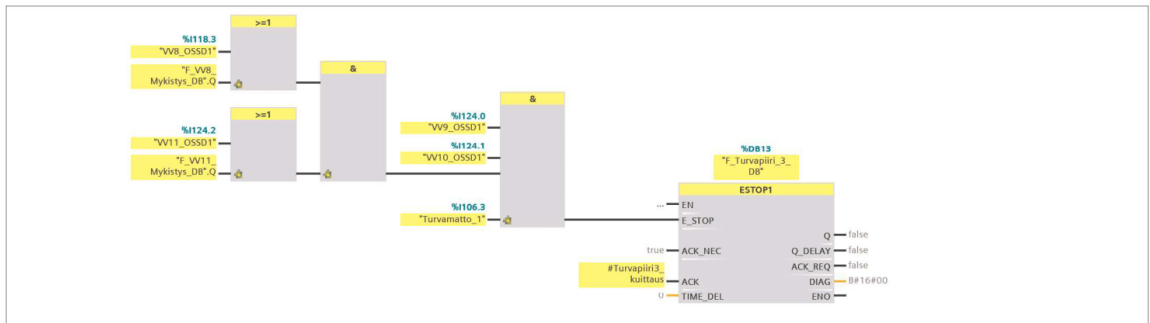 >=1
%I118.3
"VV8_OSSD1"
"F_VV8_
Mykistys_DB".Q
&
>=1
%I124.2
"VV11_OSSD1"
"F_VV11_
Mykistys_DB".Q
&
%I124.0
"VV9_OSSD1"
%I124.1
"VV10_OSSD1"
%I106.3
"Turvamatto_1"
%DB13
"F_Turvapiiri_3_
DB"
ESTOP1
... EN
E_STOP
Q false
true ACK_NEC Q_DELAY false
ACK_REQ false
#Turvapiiri3_
kuittaus ACK DIAG B#16#00
0 TIME_DEL ENO